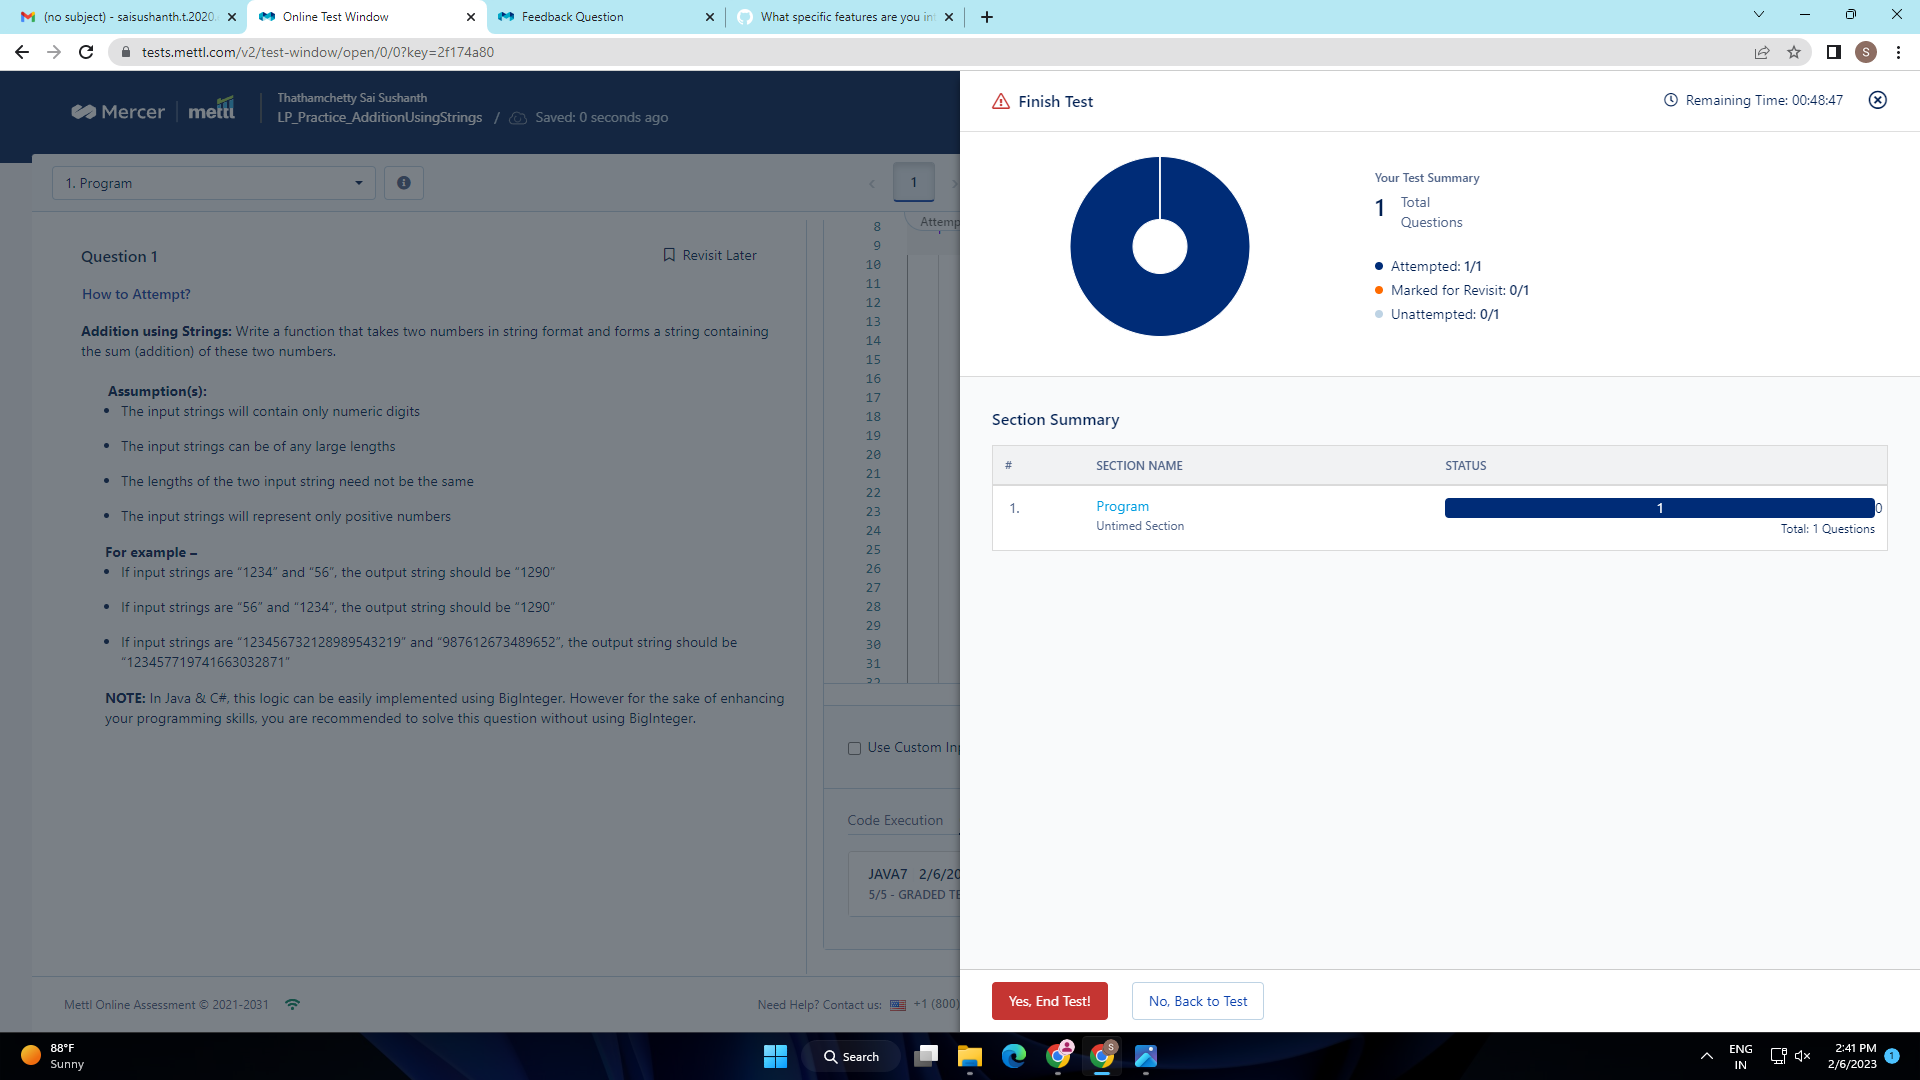 (no subject) - saisushanth.t.2020.
Online Test Window
Feedback Question
What specific features are you int
tests.mettl.com/v2/test-window/open/0/0?key=2f174a80
S
Mercer | mettl
Thathamchetty Sai Sushanth
LP_Practice_AdditionUsingStrings / Saved: 0 seconds ago
1. Program
1
Question 1
Revisit Later
How to Attempt?
Addition using Strings: Write a function that takes two numbers in string format and forms a string containing
the sum (addition) of these two numbers.
Assumption(s):
• The input strings will contain only numeric digits
• The input strings can be of any large lengths
• The lengths of the two input string need not be the same
• The input strings will represent only positive numbers
For example –
• If input strings are “1234” and “56”, the output string should be “1290”
• If input strings are “56” and “1234”, the output string should be “1290”
• If input strings are “123456732128989543219” and “987612673489652”, the output string should be
“123457719741663032871”
NOTE: In Java & C#, this logic can be easily implemented using BigInteger. However for the sake of enhancing
your programming skills, you are recommended to solve this question without using BigInteger.
Attemp
8
9
10
11
12
13
14
15
16
17
18
19
20
21
22
23
24
25
26
27
28
29
30
31
32
Use Custom Inp
Code Execution
JAVA7 2/6/20
5/5 - GRADED TE
Mettl Online Assessment © 2021-2031
Need Help? Contact us: +1 (800)
Finish Test
Remaining Time: 00:48:47
Your Test Summary
1 Total
Questions
Attempted: 1/1
Marked for Revisit: 0/1
Unattempted: 0/1
Section Summary
# SECTION NAME STATUS
1. Program 1 0
Untimed Section Total: 1 Questions
Yes, End Test!
No, Back to Test
88°F
Sunny
Search
S
ENG
IN
2:41 PM
2/6/2023
1